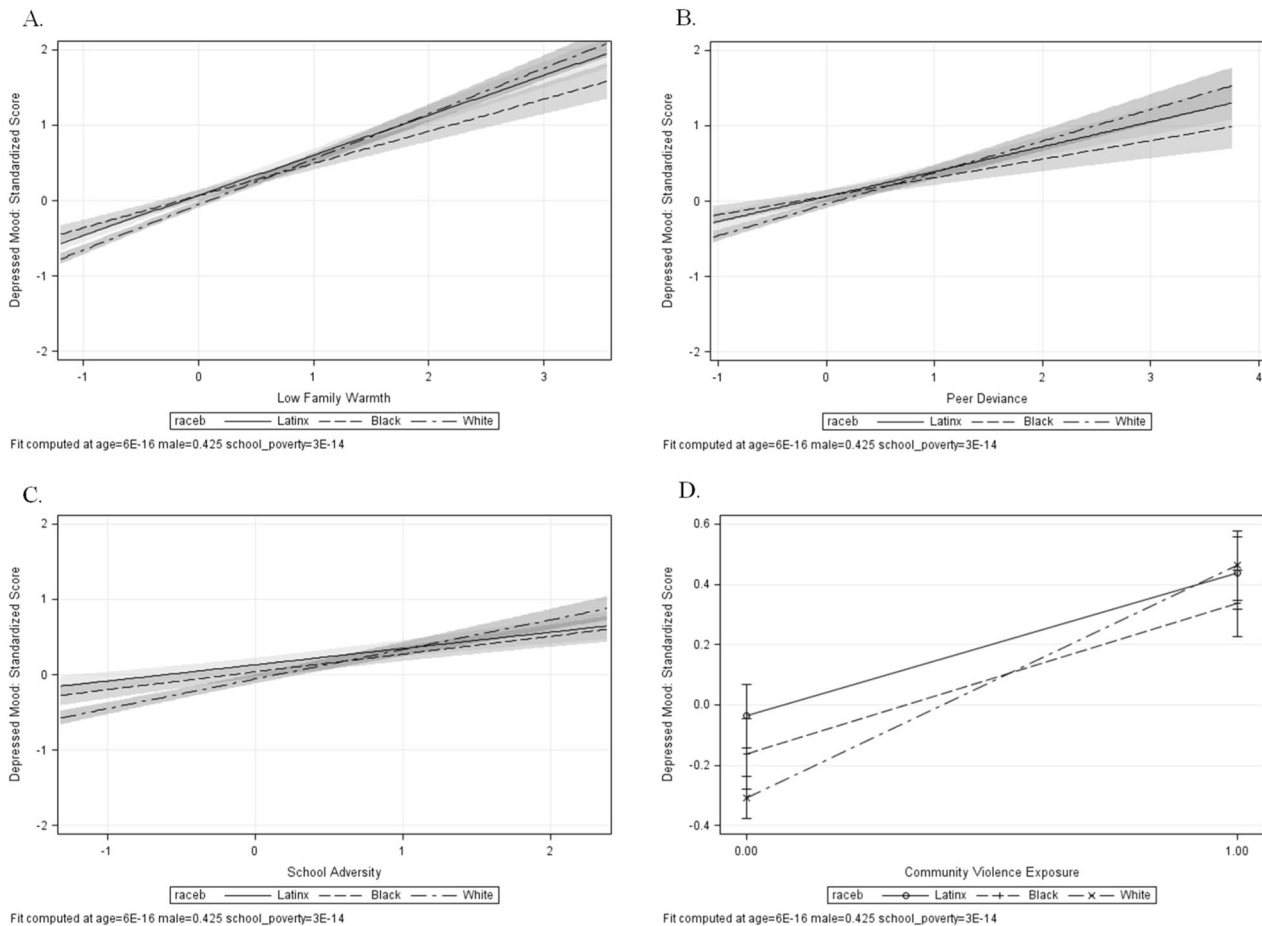 A.
2
1
0
-1
-2
Depressed Mood: Standardized Score
-1 0 1 2 3
Low Family Warmth
raceb Latinx Black White
Fit computed at age=6E-16 male=0.425 school_poverty=3E-14
B.
2
1
0
-1
-2
Depressed Mood: Standardized Score
-1 0 1 2 3 4
Peer Deviance
raceb Latinx Black White
Fit computed at age=6E-16 male=0.425 school_poverty=3E-14
C.
2
1
0
-1
-2
Depressed Mood: Standardized Score
-1 0 1 2
School Adversity
raceb Latinx Black White
Fit computed at age=6E-16 male=0.425 school_poverty=3E-14
D.
0.6
0.4
0.2
0.0
-0.2
-0.4
Depressed Mood: Standardized Score
0.00 1.00
Community Violence Exposure
raceb Latinx Black White
Fit computed at age=6E-16 male=0.425 school_poverty=3E-14